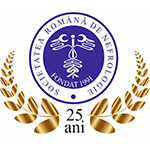 SOCIETATEA ROMÂNĂ DE NEFROLOGIE
FONDAT 1991
25
ani